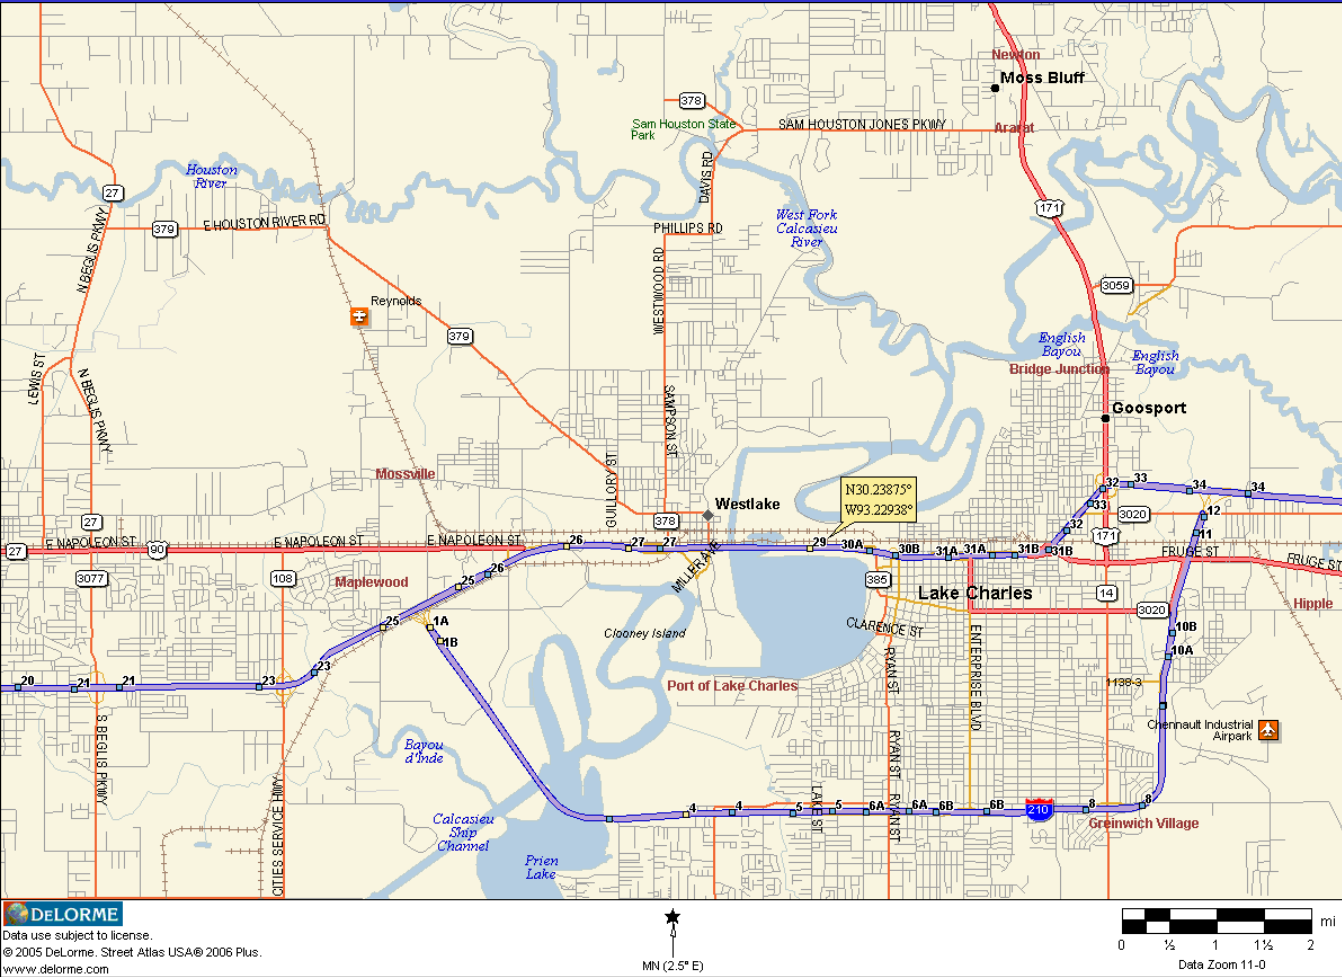 Newton
Moss Bluff
378
Sam Houston State
Park
SAM HOUSTON JONES PKWY
Ararat
Houston
River
27
DAVIS RD
171
West Fork
Calcasieu
River
379
E HOUSTON RIVER RD
PHILLIPS RD
N BEGLIS PKWY
WESTWOOD RD
3059
Reynolds
379
English
Bayou
English
Bayou
Bridge Junction
LEWIS ST
N BEGLIS PKWY
SAMPSON ST
Goosport
Mossville
GUILLORY ST
N30.23875°
W93.22938°
Westlake
32
33
34
34
33
12
3020
27
378
32
11
171
27
E NAPOLEON ST
90
E NAPOLEON ST
E NAPOLEON ST
26
27
27
29
30A
30B
31A
31A
31B
31B
FRUGE ST
FRUGE ST
MILLER AVE
3077
108
Maplewood
25
26
385
Lake Charles
14
3020
Hipple
25
1A
1B
Clooney Island
CLARENCE ST
ENTERPRISE BLVD
10B
10A
20
21
21
23
23
Port of Lake Charles
RYAN ST
1138-3
S BEGLIS PKWY
Bayou
d'Inde
RYAN ST
Chennault Industrial
Airpark
CITIES SERVICE HWY
4
4
5
5
6A
6A
6B
6B
210
8
8
LAKE ST
RYAN ST
Greinwich Village
Calcasieu
Ship
Channel
Prien
Lake
DELORME
Data use subject to license.
© 2005 DeLorme. Street Atlas USA® 2006 Plus.
www.delorme.com
MN (2.5° E)
mi
0 ½ 1 1½ 2
Data Zoom 11-0